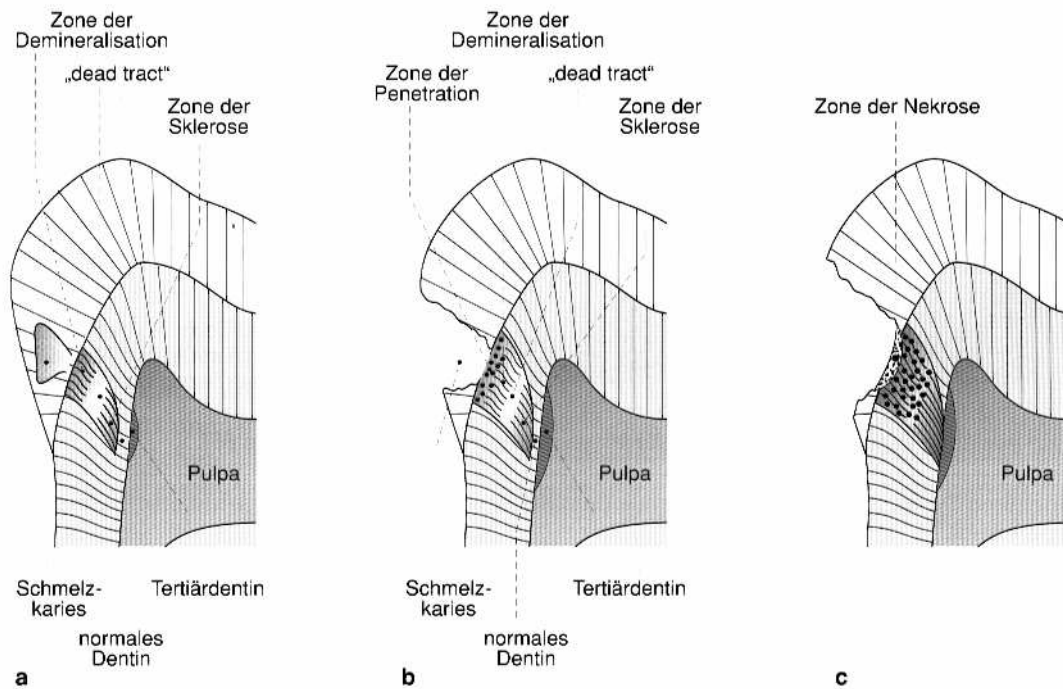 Zone der
Demineralisation
„dead tract“
Zone der
Sklerose
Pulpa
Schmelz-
karies
Tertiärdentin
normales
Dentin
a
Zone der
Demineralisation
Zone der
Penetration
„dead tract“
Zone der
Sklerose
Pulpa
Schmelz-
karies
Tertiärdentin
normales
Dentin
b
Zone der Nekrose
Pulpa
c